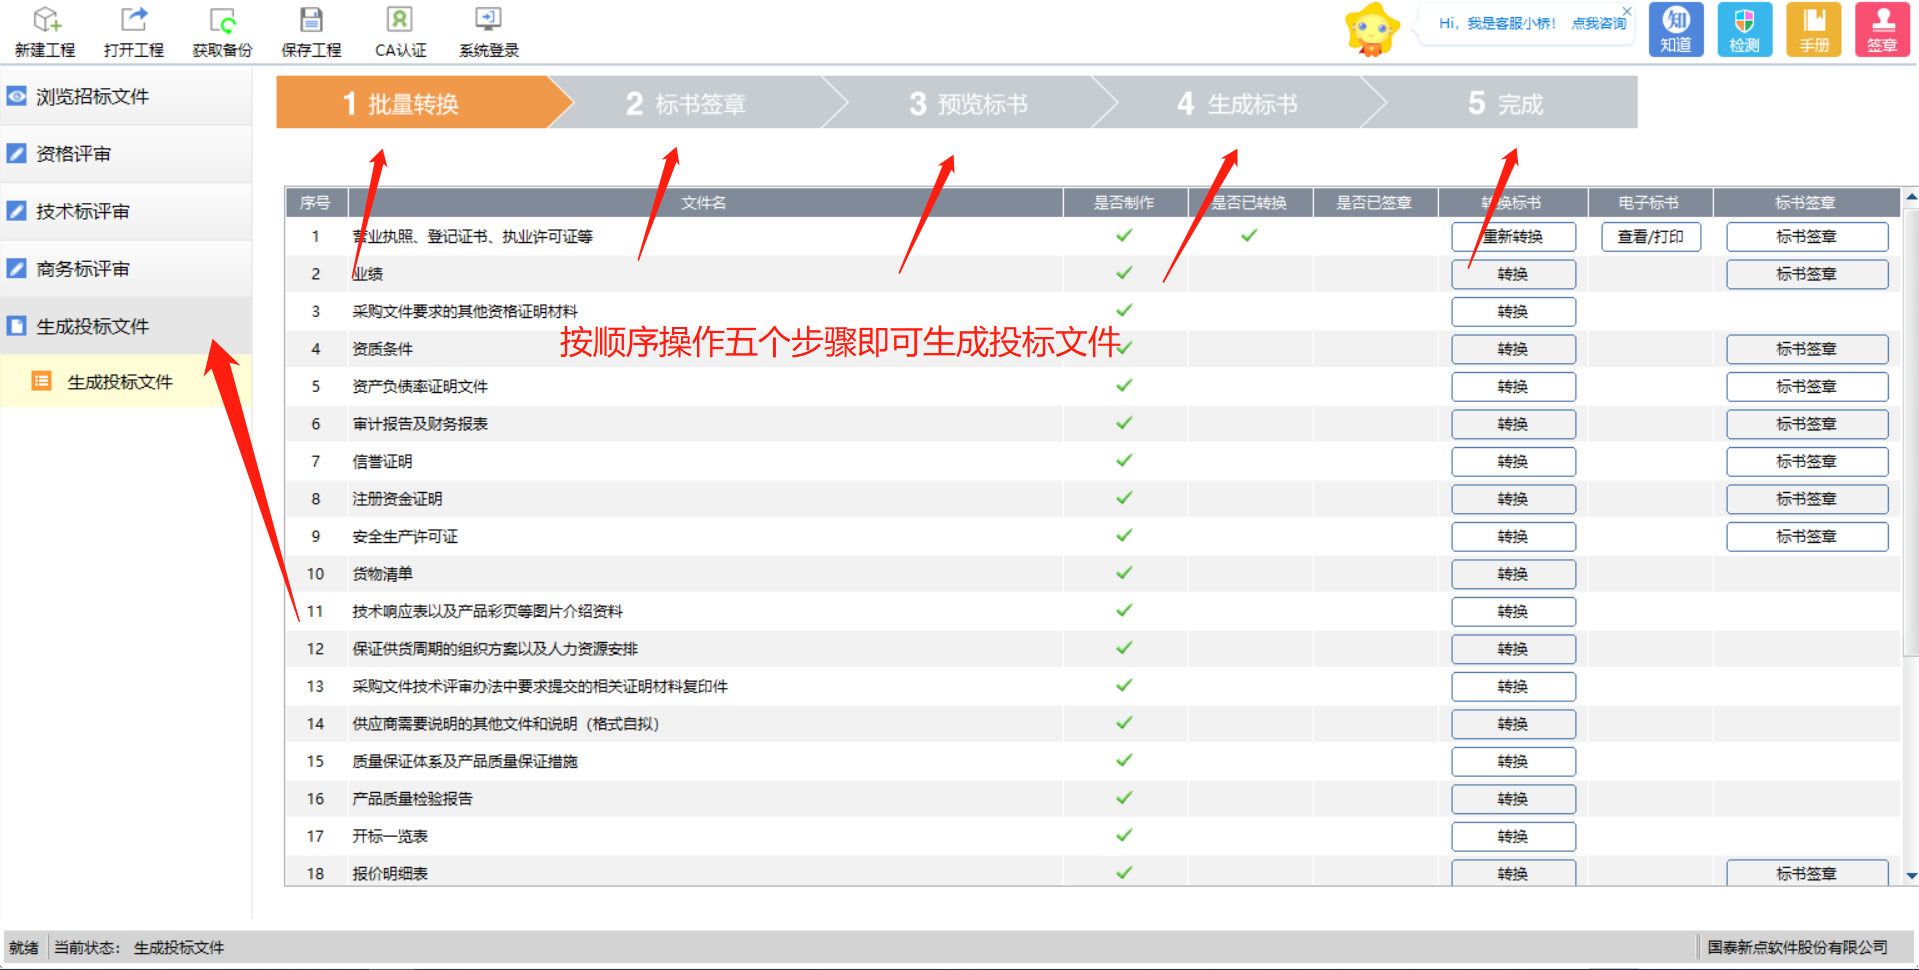 新建工程 打开工程 获取备份 保存工程 CA认证 系统登录
Hi，我是客服小桥！ 点我咨询
知
知道 检测 手册 签章
浏览招标文件
资格评审
技术标评审
商务标评审
生成投标文件
生成投标文件
1 批量转换 2 标书签章 3 预览标书 4 生成标书 5 完成
序号 文件名 是否制作 是否已转换 是否已签章 转换标书 电子标书 标书签章
1 营业执照、登记证书、执业许可证等 重新转换 查看/打印 标书签章
2 业绩 转换 标书签章
3 采购文件要求的其他资格证明材料 转换
按顺序操作五个步骤即可生成投标文件
4 资质条件 转换 标书签章
5 资产负债率证明文件 转换 标书签章
6 审计报告及财务报表 转换 标书签章
7 信誉证明 转换 标书签章
8 注册资金证明 转换 标书签章
9 安全生产许可证 转换 标书签章
10 货物清单 转换
11 技术响应表以及产品彩页等图片介绍资料 转换
12 保证供货周期的组织方案以及人力资源安排 转换
13 采购文件技术评审办法中要求提交的相关证明材料复印件 转换
14 供应商需要说明的其他文件和说明（格式自拟） 转换
15 质量保证体系及产品质量保证措施 转换
16 产品质量检验报告 转换
17 开标一览表 转换
18 报价明细表 转换 标书签章
就绪 当前状态： 生成投标文件 国泰新点软件股份有限公司